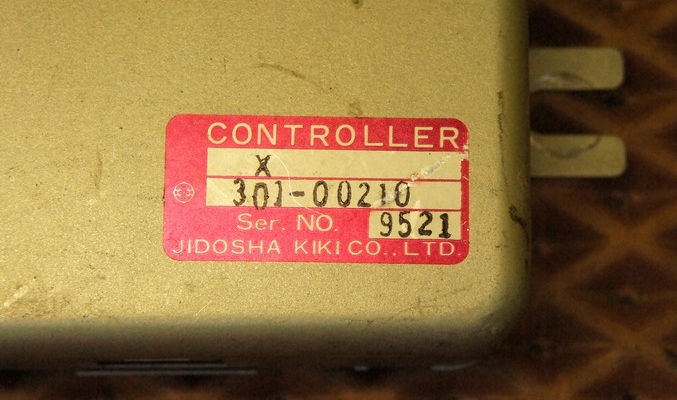 CONTROLLER
X
301-00210
Ser. NO. 9521
JIDOSHA KIKI CO., LTD.